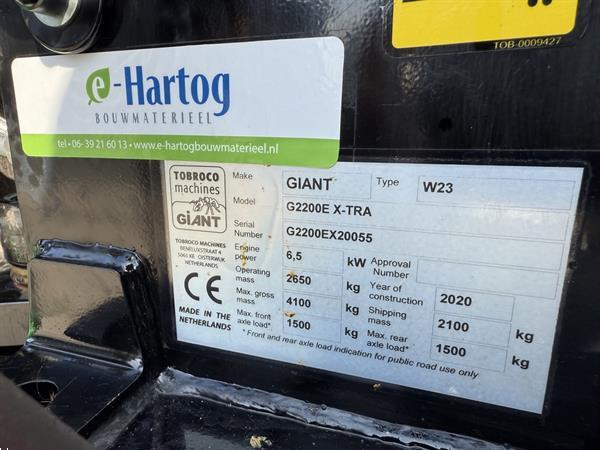 TOB-0009427
e-Hartog
BOUWMATERIEEL
tel • 06- 39 21 60 13 • www.e-hartogbouwmaterieel.nl
TOBROCO
machines
GiANT
TOBROCO MACHINES
BENELUXSTRAAT 4
5061 KE OISTERWIJK
NETHERLANDS
CE
MADE IN THE
NETHERLANDS
Make GIANT Type W23
Model G2200E X-TRA
Serial Number G2200EX20055
Engine power 6,5 kW Approval Number
Operating mass 2650 kg Year of construction 2020
Max. gross mass 4100 kg Shipping mass 2100 kg
Max. front axle load* 1500 kg Max. rear axle load* 1500 kg
* Front and rear axle load indication for public road use only